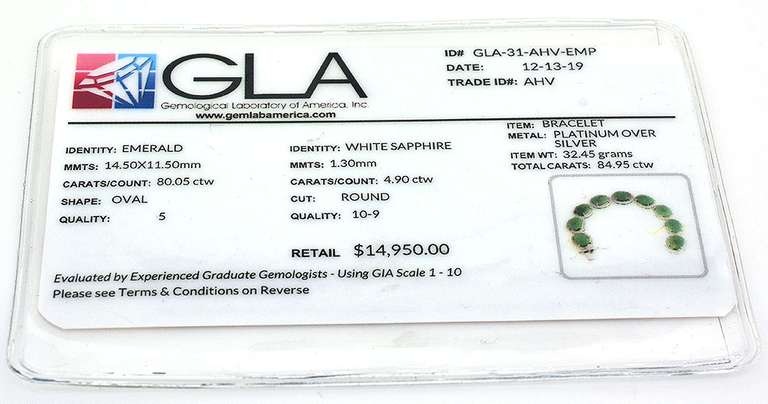 GLA
Gemological Laboratory of America, Inc.
www.gemlabamerica.com
ID# GLA-31-AHV-EMP
DATE: 12-13-19
TRADE ID#: AHV
IDENTITY: EMERALD
MMTS: 14.50X11.50mm
CARATS/COUNT: 80.05 ctw
SHAPE: OVAL
QUALITY: 5
IDENTITY: WHITE SAPPHIRE
MMTS: 1.30mm
CARATS/COUNT: 4.90 ctw
CUT: ROUND
QUALITY: 10-9
ITEM: BRACELET
METAL: PLATINUM OVER
SILVER
ITEM WT: 32.45 grams
TOTAL CARATS: 84.95 ctw
RETAIL $14,950.00
Evaluated by Experienced Graduate Gemologists - Using GIA Scale 1 - 10
Please see Terms & Conditions on Reverse